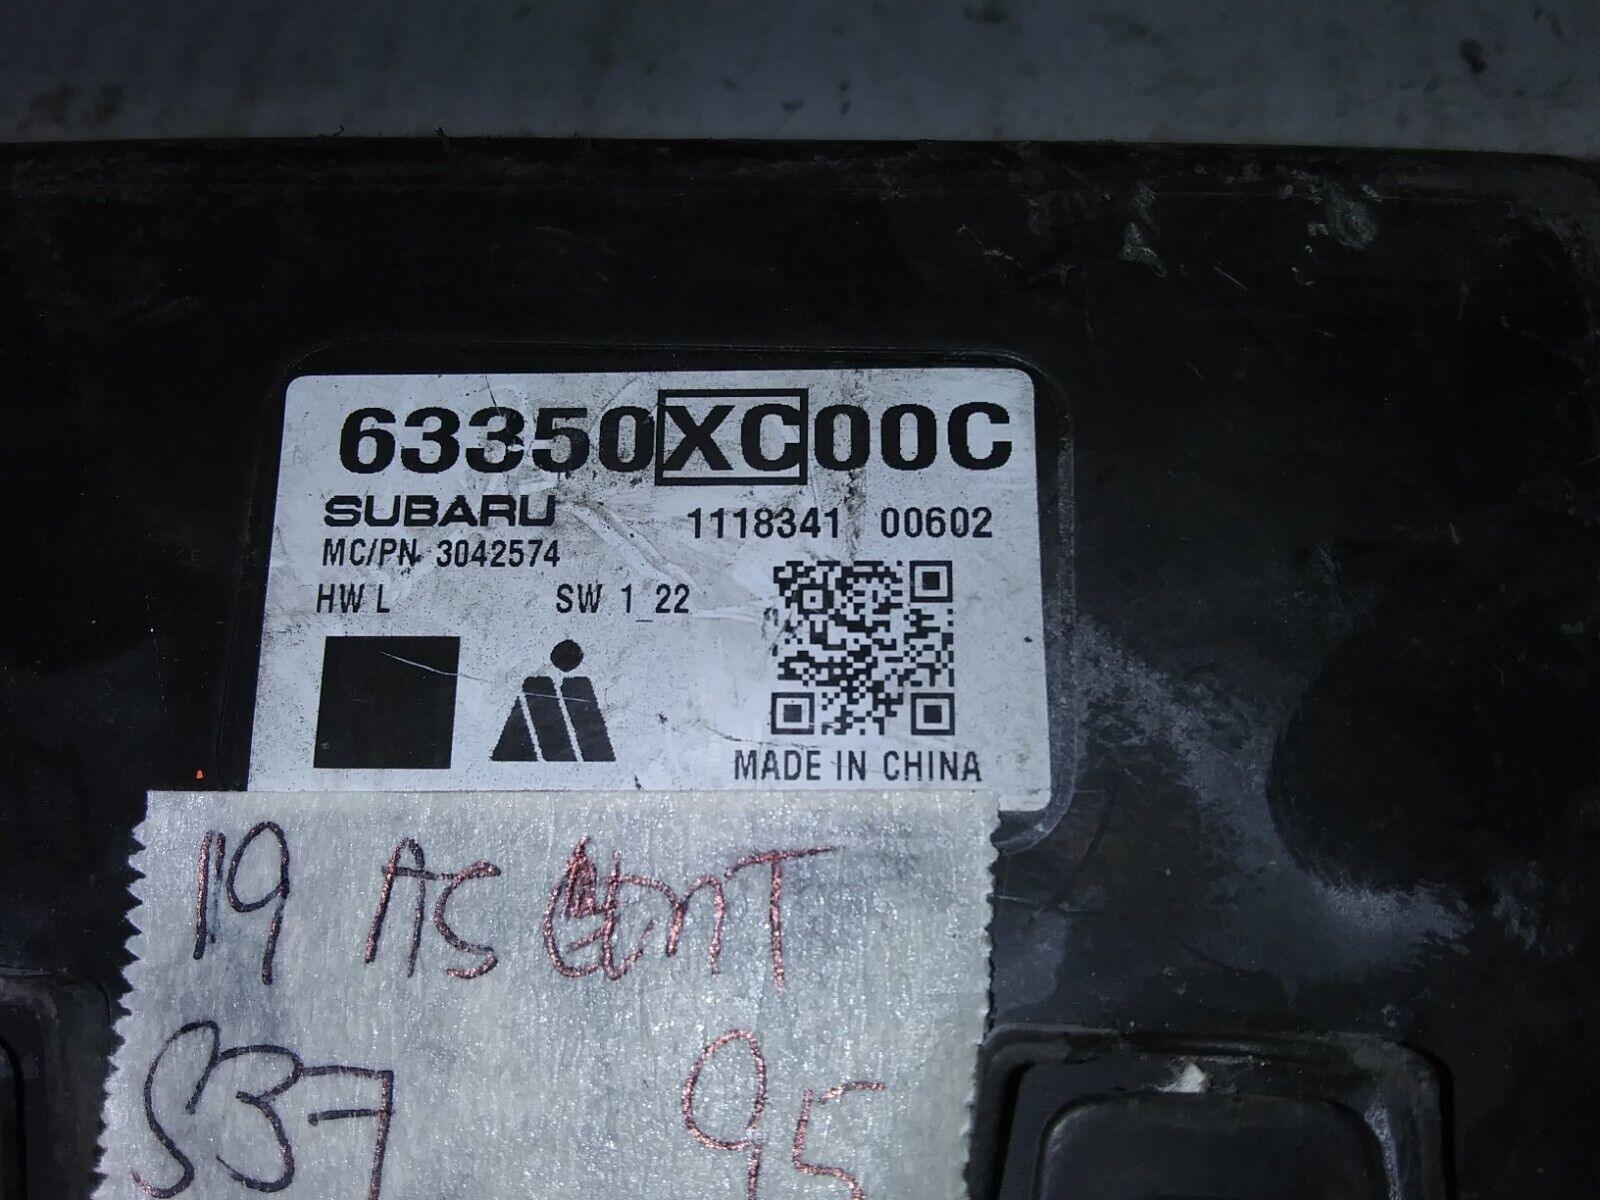 63350XC00C
SUBARU
1118341 00602
MC/PN 3042574
HW L
SW 1_22
MADE IN CHINA
19 ASCENT
S37
95